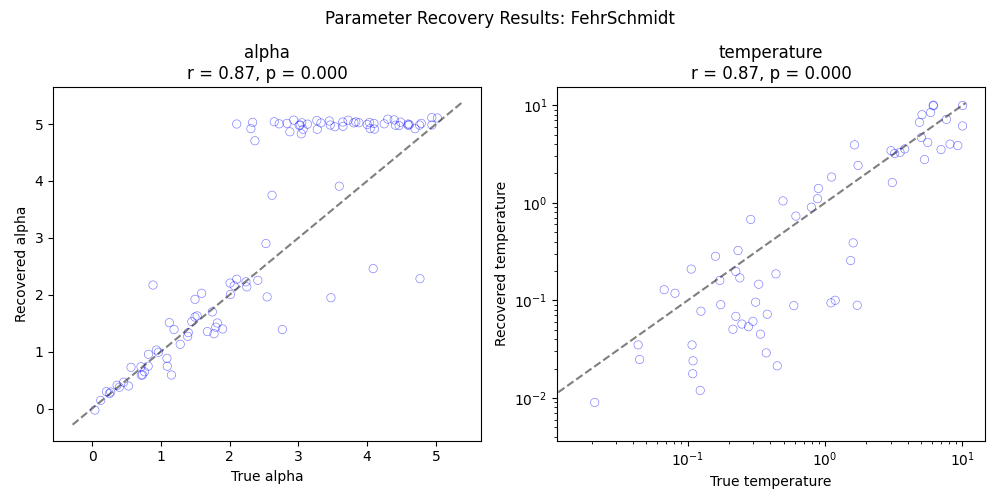 Parameter Recovery Results: FehrSchmidt
alpha
r = 0.87, p = 0.000
5
4
3
2
1
0
Recovered alpha
0 1 2 3 4 5
True alpha
temperature
r = 0.87, p = 0.000
10¹
10⁰
10⁻¹
10⁻²
Recovered temperature
10⁻¹ 10⁰ 10¹
True temperature